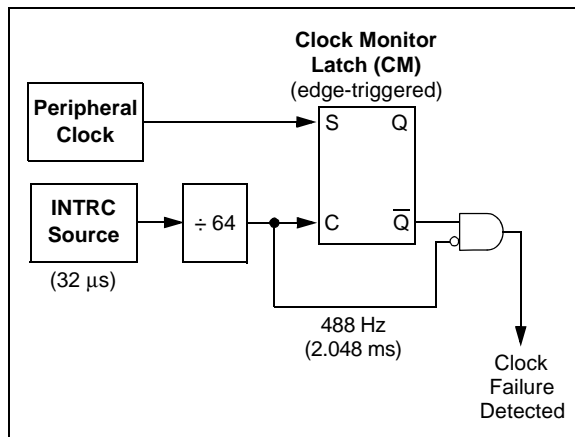 Clock Monitor
Latch (CM)
(edge-triggered)
Peripheral
Clock
S Q
INTRC
Source
÷ 64
C Q
(32 μs)
488 Hz
(2.048 ms)
Clock
Failure
Detected